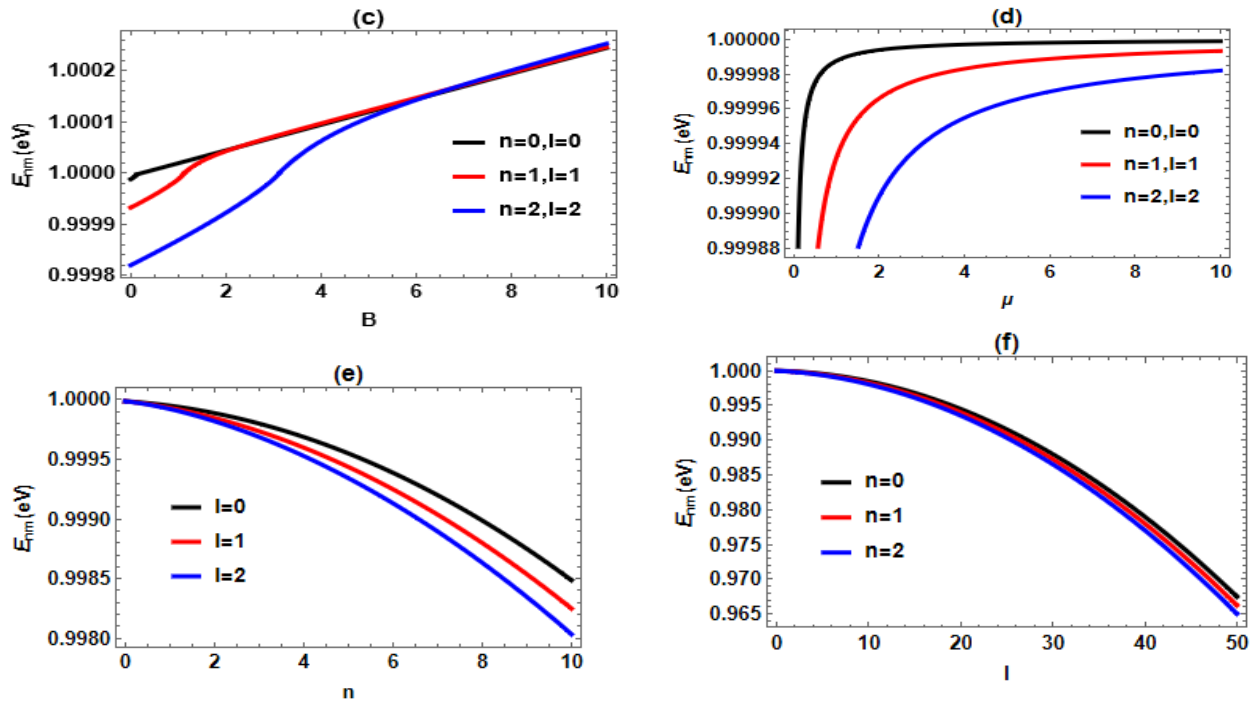 (c)
E_nm(eV)
1.0002
1.0001
1.0000
0.9999
0.9998
n=0,l=0
n=1,l=1
n=2,l=2
0 2 4 6 8 10
B
(d)
E_nm(eV)
1.00000
0.99998
0.99996
0.99994
0.99992
0.99990
0.99988
n=0,l=0
n=1,l=1
n=2,l=2
0 2 4 6 8 10
μ
(e)
E_nm(eV)
1.0000
0.9995
0.9990
0.9985
0.9980
l=0
l=1
l=2
0 2 4 6 8 10
n
(f)
E_nm(eV)
1.000
0.995
0.990
0.985
0.980
0.975
0.970
0.965
n=0
n=1
n=2
0 10 20 30 40 50
l